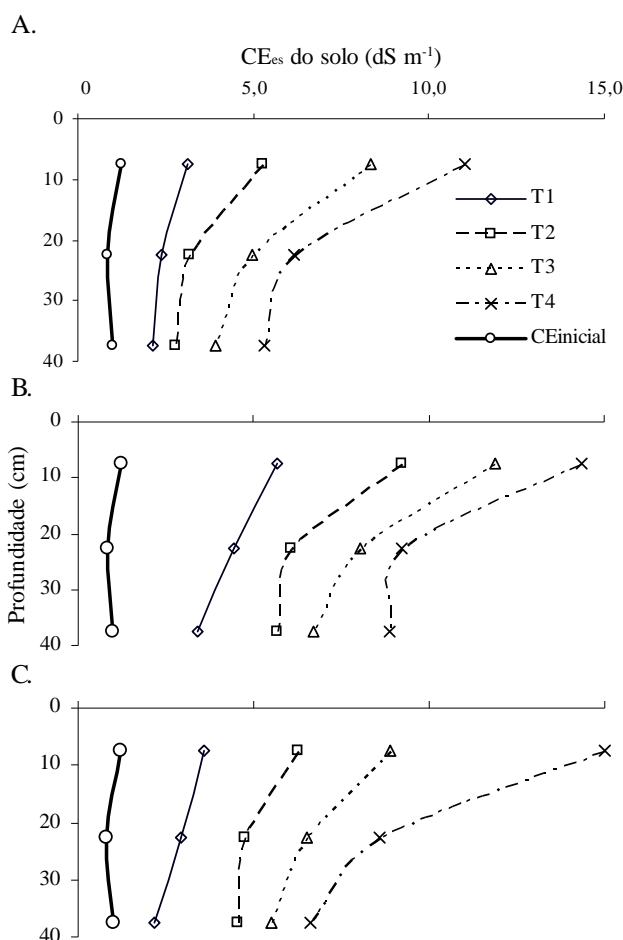 A.
CEes do solo (dS m-1)
0 5,0 10,0 15,0
0
10
20
30
40
T1
T2
T3
T4
CEinicial
B.
0
10
20
30
40
Profundidade (cm)
C.
0
10
20
30
40